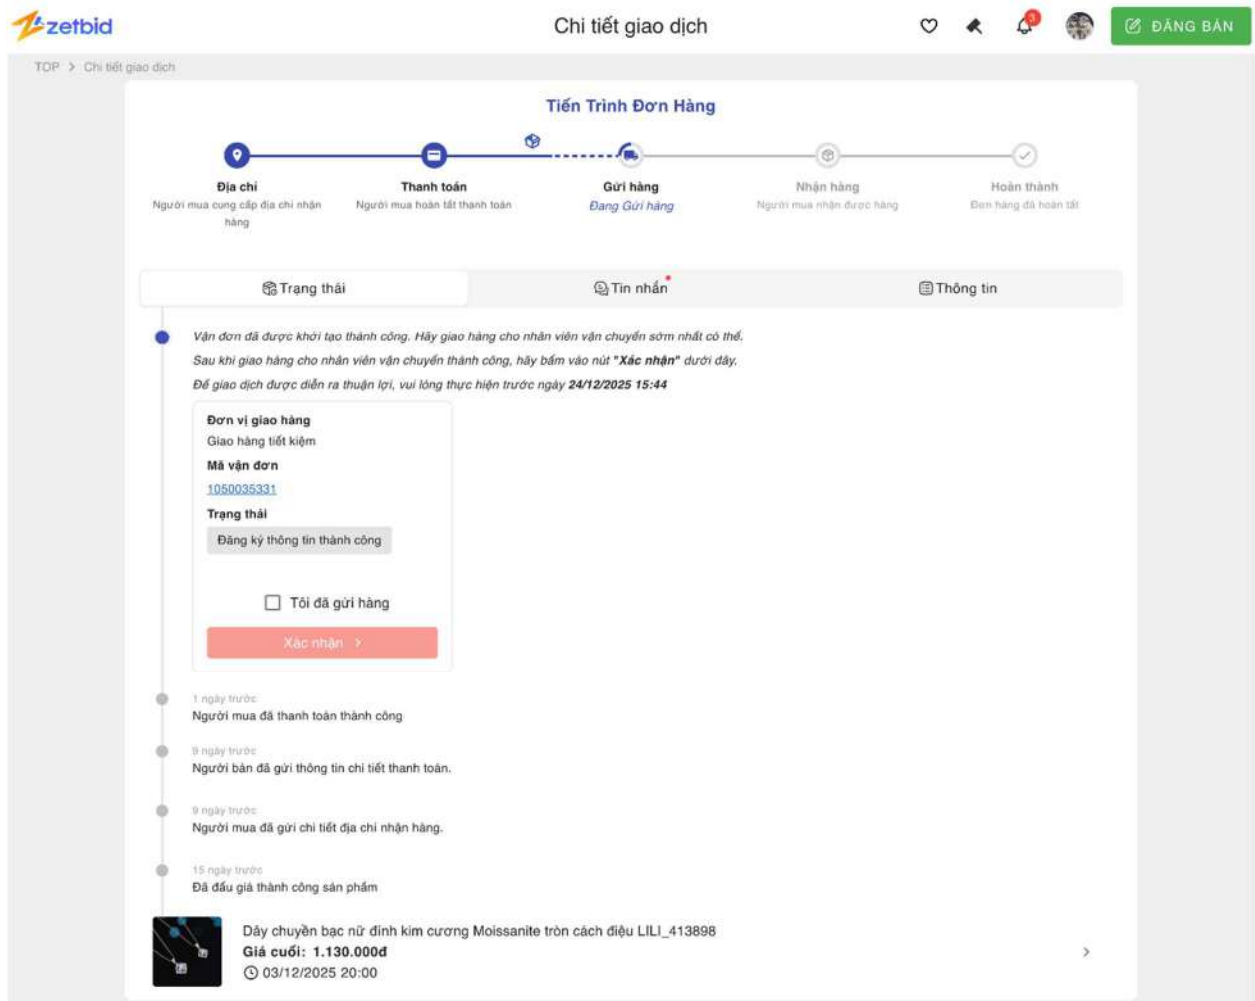 zetbid
Chi tiết giao dịch
3
ĐĂNG BÁN
TOP > Chi tiết giao dịch
Tiến Trình Đơn Hàng
Địa chỉ
Người mua cung cấp địa chỉ nhận
hàng
Thanh toán
Người mua hoàn tất thanh toán
Gửi hàng
Đang Gửi hàng
Nhận hàng
Người mua nhận được hàng
Hoàn thành
Đơn hàng đã hoàn tất
Trạng thái
Tin nhắn
Thông tin
Vận đơn đã được khởi tạo thành công. Hãy giao hàng cho nhân viên vận chuyển sớm nhất có thể.
Sau khi giao hàng cho nhân viên vận chuyển thành công, hãy bấm vào nút "Xác nhận" dưới đây.
Để giao dịch được diễn ra thuận lợi, vui lòng thực hiện trước ngày 24/12/2025 15:44
Đơn vị giao hàng
Giao hàng tiết kiệm
Mã vận đơn
1050035331
Trạng thái
Đăng ký thông tin thành công
Tôi đã gửi hàng
Xác nhận >
1 ngày trước
Người mua đã thanh toán thành công
9 ngày trước
Người bán đã gửi thông tin chi tiết thanh toán.
9 ngày trước
Người mua đã gửi chi tiết địa chỉ nhận hàng.
15 ngày trước
Đã đấu giá thành công sản phẩm
Dây chuyền bạc nữ đính kim cương Moissanite tròn cách điệu LILI_413898
Giá cuối: 1.130.000đ
03/12/2025 20:00